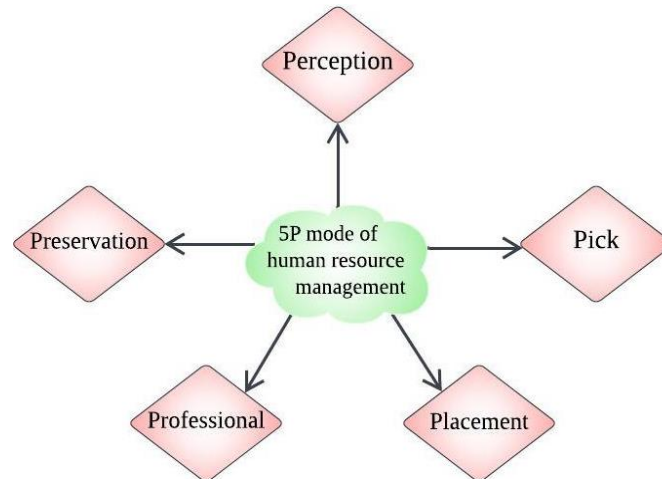 Perception
Preservation
5P mode of
human resource
management
Pick
Professional
Placement